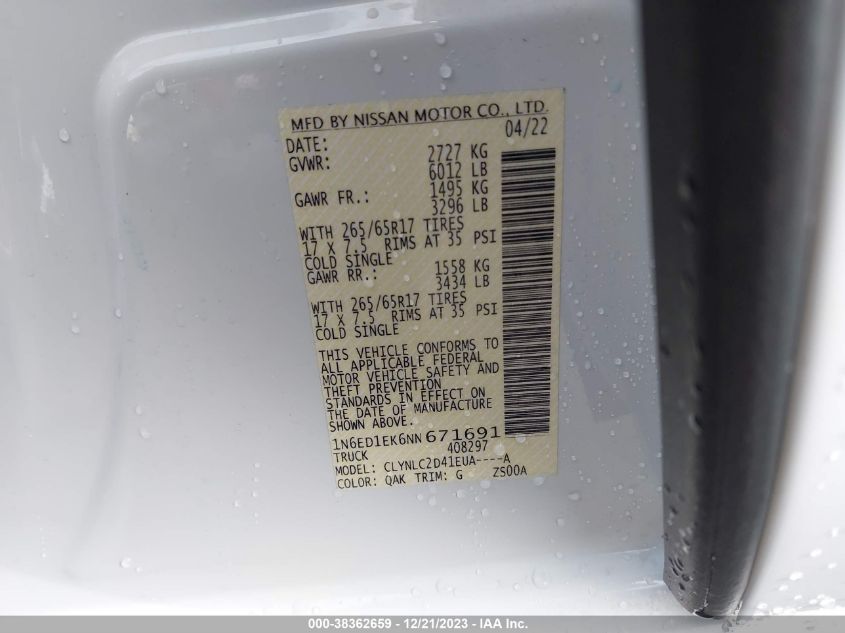 MFD BY NISSAN MOTOR CO., LTD.
DATE: 04/22
GVWR: 2727 KG
6012 LB
GAWR FR.: 1495 KG
3296 LB
WITH 265/65R17 TIRES
17 X 7.5 RIMS AT 35 PSI
COLD SINGLE
GAWR RR.: 1558 KG
3434 LB
WITH 265/65R17 TIRES
17 X 7.5 RIMS AT 35 PSI
COLD SINGLE
THIS VEHICLE CONFORMS TO
ALL APPLICABLE FEDERAL
MOTOR VEHICLE SAFETY AND
THEFT PREVENTION
STANDARDS IN EFFECT ON
THE DATE OF MANUFACTURE
SHOWN ABOVE.
1N6ED1EK6NN671691
TRUCK 408297
MODEL: CLYNLC2D41EUA----A
COLOR: QAK TRIM: G ZS00A
000-38362659 - 12/21/2023 - IAA Inc.